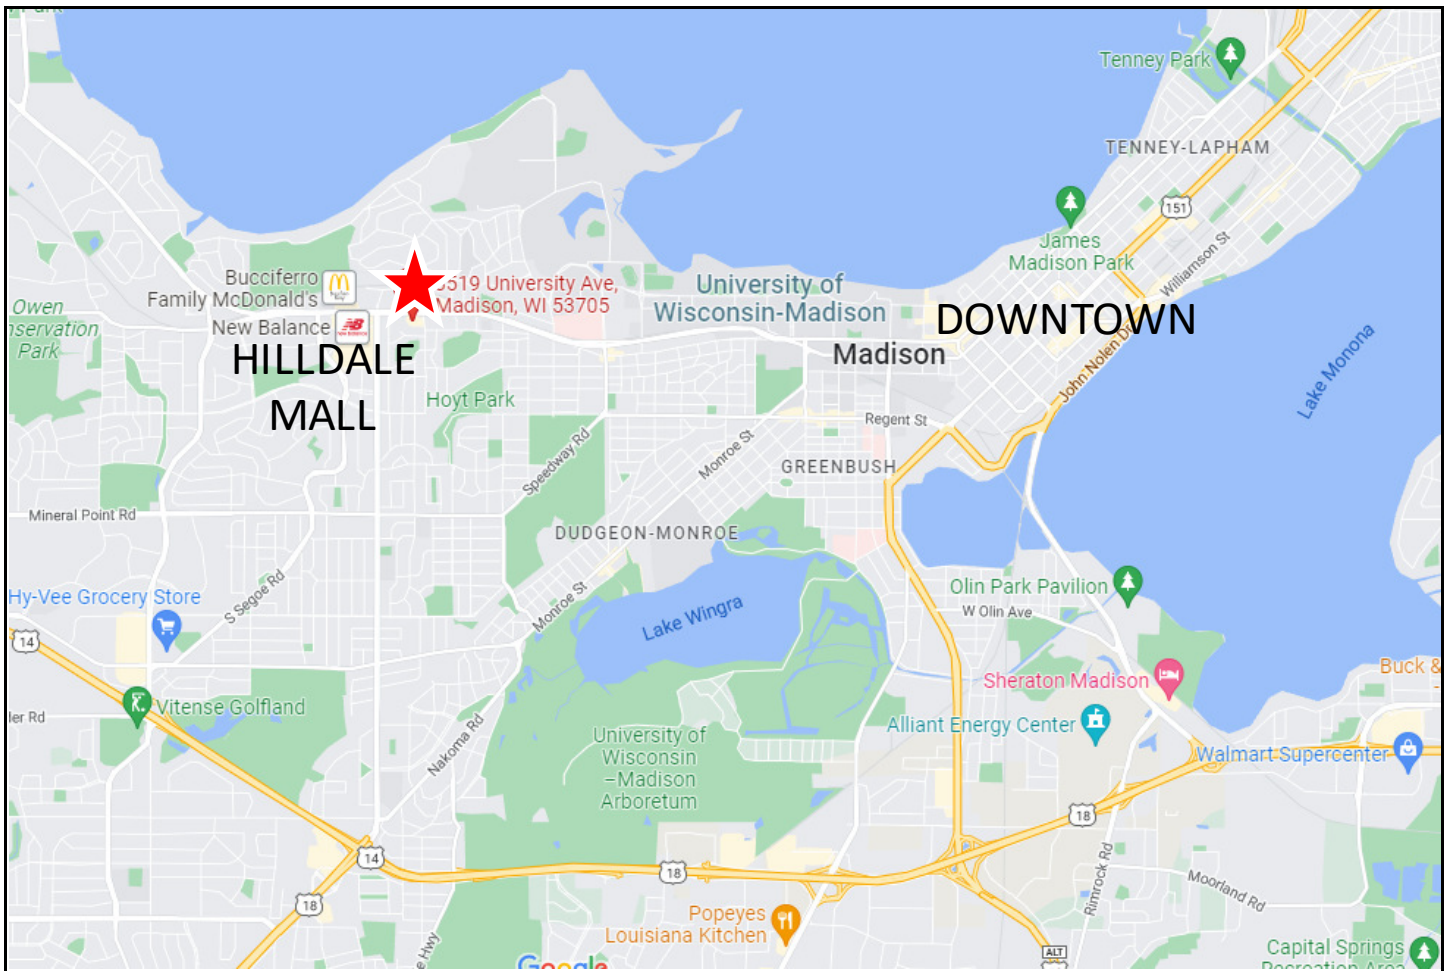 Tenney Park
TENNEY-LAPHAM
151
James
Madison Park
Williamson St
Bucciferro
Family McDonald's
519 University Ave,
Madison, WI 53705
University of
Wisconsin-Madison
DOWNTOWN
Owen
nservation
Park
New Balance
HILLDALE
MALL
Madison
John Nolen Dr
Lake Monona
Hoyt Park
Regent St
Speedway Rd
Monroe St
GREENBUSH
Mineral Point Rd
DUDGEON-MONROE
S Segoe Rd
Hy-Vee Grocery Store
Monroe St
Lake Wingra
Olin Park Pavilion
W Olin Ave
14
Sheraton Madison
Buck &
Vitense Golfland
ler Rd
Nakoma Rd
University of
Wisconsin
–Madison
Arboretum
Alliant Energy Center
Walmart Supercenter
18
14
18
18
Rimrock Rd
Moorland Rd
Popeyes
Louisiana Kitchen
e Hwy
Google
ALT
Capital Springs
Recreation Area